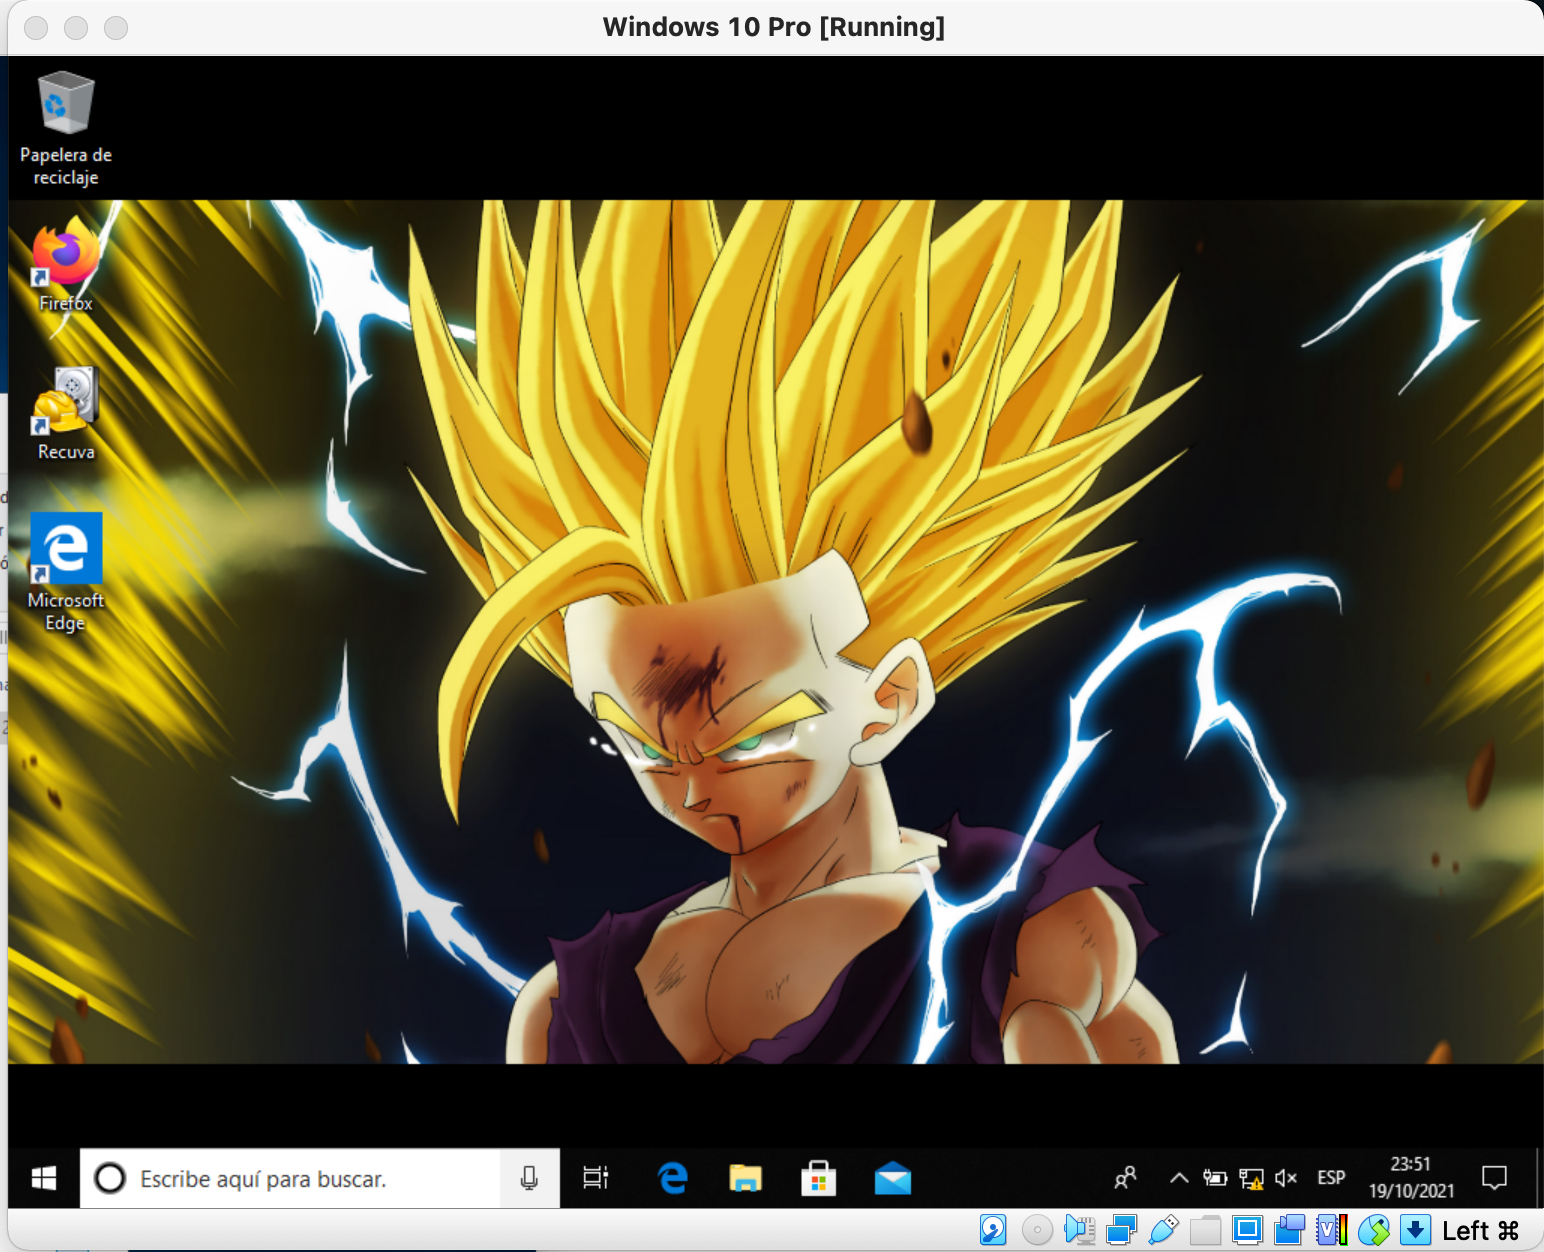 Windows 10 Pro [Running]
Papelera de
reciclaje
Firefox
Recuva
Microsoft
Edge
Escribe aquí para buscar.
ESP
23:51
19/10/2021
Left ⌘